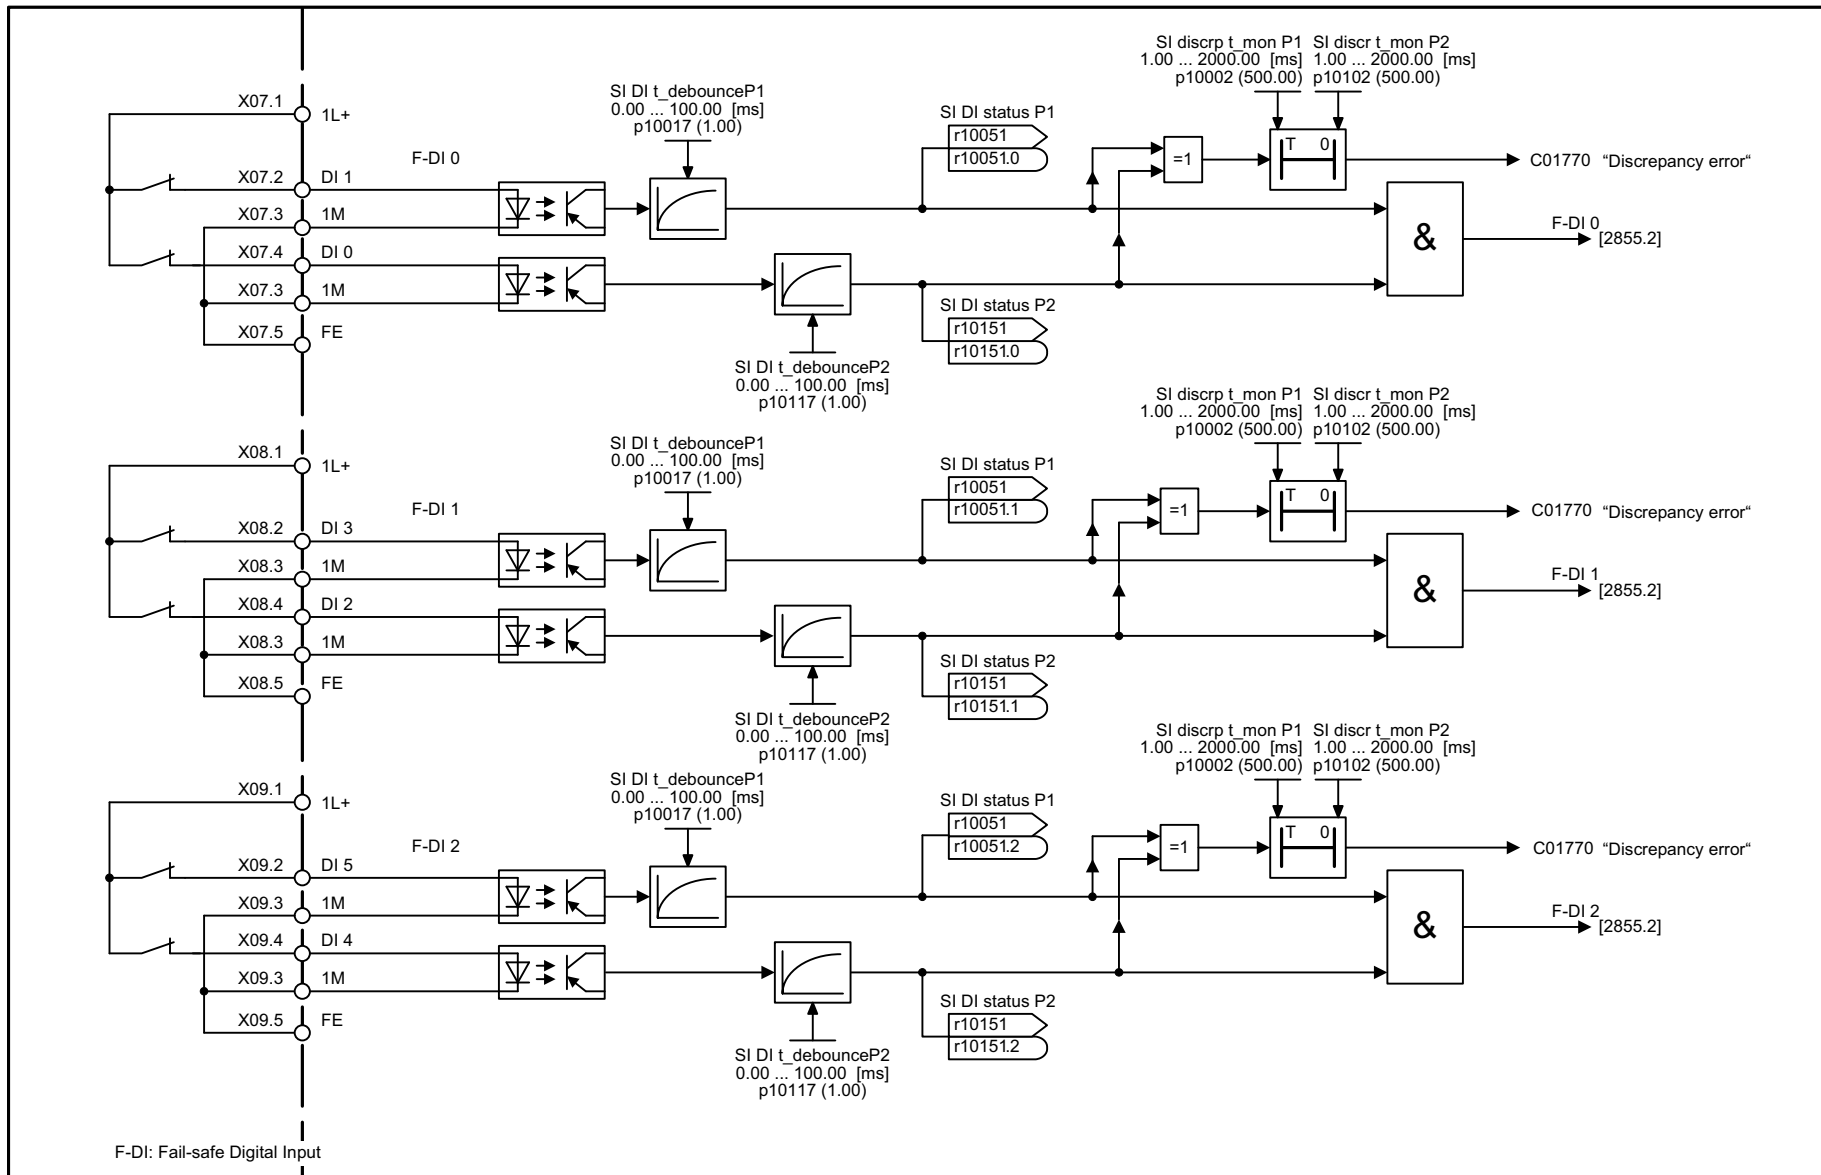 SI discrp t_mon P1
1.00 ... 2000.00 [ms]
p10002 (500.00)
SI discr t_mon P2
1.00 ... 2000.00 [ms]
p10102 (500.00)
SI DI t_debounceP1
0.00 ... 100.00 [ms]
p10017 (1.00)
SI DI status P1
r10051
r10051.0
X07.1
1L+
F-DI 0
=1
T 0
C01770 “Discrepancy error“
X07.2 DI 1
X07.3 1M
&
F-DI 0
[2855.2]
X07.4 DI 0
X07.3 1M
X07.5 FE
SI DI status P2
r10151
r10151.0
SI DI t_debounceP2
0.00 ... 100.00 [ms]
p10117 (1.00)
SI discrp t_mon P1
1.00 ... 2000.00 [ms]
p10002 (500.00)
SI discr t_mon P2
1.00 ... 2000.00 [ms]
p10102 (500.00)
SI DI t_debounceP1
0.00 ... 100.00 [ms]
p10017 (1.00)
SI DI status P1
r10051
r10051.1
X08.1
1L+
F-DI 1
=1
T 0
C01770 “Discrepancy error“
X08.2 DI 3
X08.3 1M
&
F-DI 1
[2855.2]
X08.4 DI 2
X08.3 1M
X08.5 FE
SI DI status P2
r10151
r10151.1
SI DI t_debounceP2
0.00 ... 100.00 [ms]
p10117 (1.00)
SI discrp t_mon P1
1.00 ... 2000.00 [ms]
p10002 (500.00)
SI discr t_mon P2
1.00 ... 2000.00 [ms]
p10102 (500.00)
SI DI t_debounceP1
0.00 ... 100.00 [ms]
p10017 (1.00)
SI DI status P1
r10051
r10051.2
X09.1
1L+
F-DI 2
=1
T 0
C01770 “Discrepancy error“
X09.2 DI 5
X09.3 1M
&
F-DI 2
[2855.2]
X09.4 DI 4
X09.3 1M
X09.5 FE
SI DI status P2
r10151
r10151.2
SI DI t_debounceP2
0.00 ... 100.00 [ms]
p10117 (1.00)
F-DI: Fail-safe Digital Input